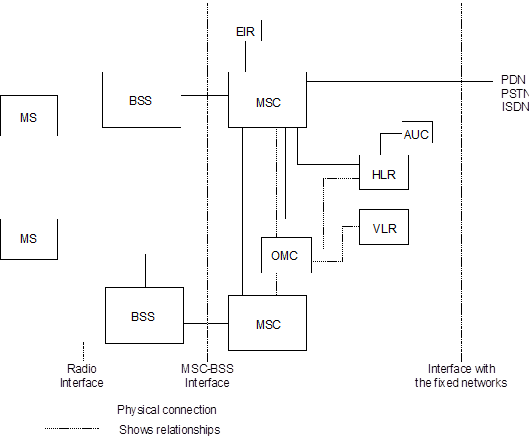 EIR
PDN
PSTN
ISDN
BSS
MSC
MS
AUC
HLR
VLR
MS
OMC
BSS
MSC
Radio
Interface
MSC-BSS
Interface
Interface with
the fixed networks
Physical connection
Shows relationships